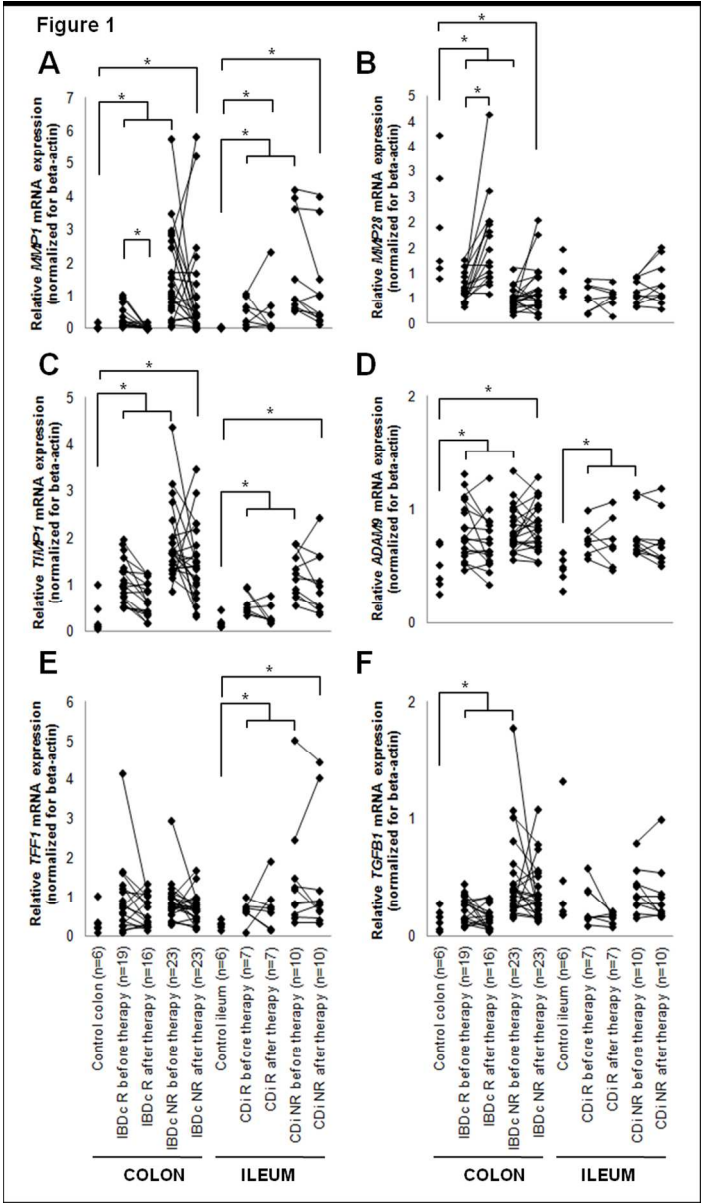 Figure 1
A
*
*
*
*
*
*
Relative MMP1 mRNA expression
(normalized for beta-actin)
7
6
5
4
3
2
1
0
B
*
*
*
Relative MMP28 mRNA expression
(normalized for beta-actin)
5
4
4
3
3
2
2
1
1
0
C
*
*
*
*
Relative TIMP1 mRNA expression
(normalized for beta-actin)
5
4
3
2
1
0
D
*
*
*
Relative ADAM9 mRNA expression
(normalized for beta-actin)
2
1
0
E
*
*
Relative TFF1 mRNA expression
(normalized for beta-actin)
6
5
4
3
2
1
0
F
*
Relative TGFB1 mRNA expression
(normalized for beta-actin)
2
1
0
Control colon (n=6)
IBDc R before therapy (n=19)
IBDc R after therapy (n=16)
IBDc NR before therapy (n=23)
IBDc NR after therapy (n=23)
Control ileum (n=6)
CDi R before therapy (n=7)
CDi R after therapy (n=7)
CDi NR before therapy (n=10)
CDi NR after therapy (n=10)
COLON
ILEUM
Control colon (n=6)
IBDc R before therapy (n=19)
IBDc R after therapy (n=16)
IBDc NR before therapy (n=23)
IBDc NR after therapy (n=23)
Control ileum (n=6)
CDi R before therapy (n=7)
CDi R after therapy (n=7)
CDi NR before therapy (n=10)
CDi NR after therapy (n=10)
COLON
ILEUM